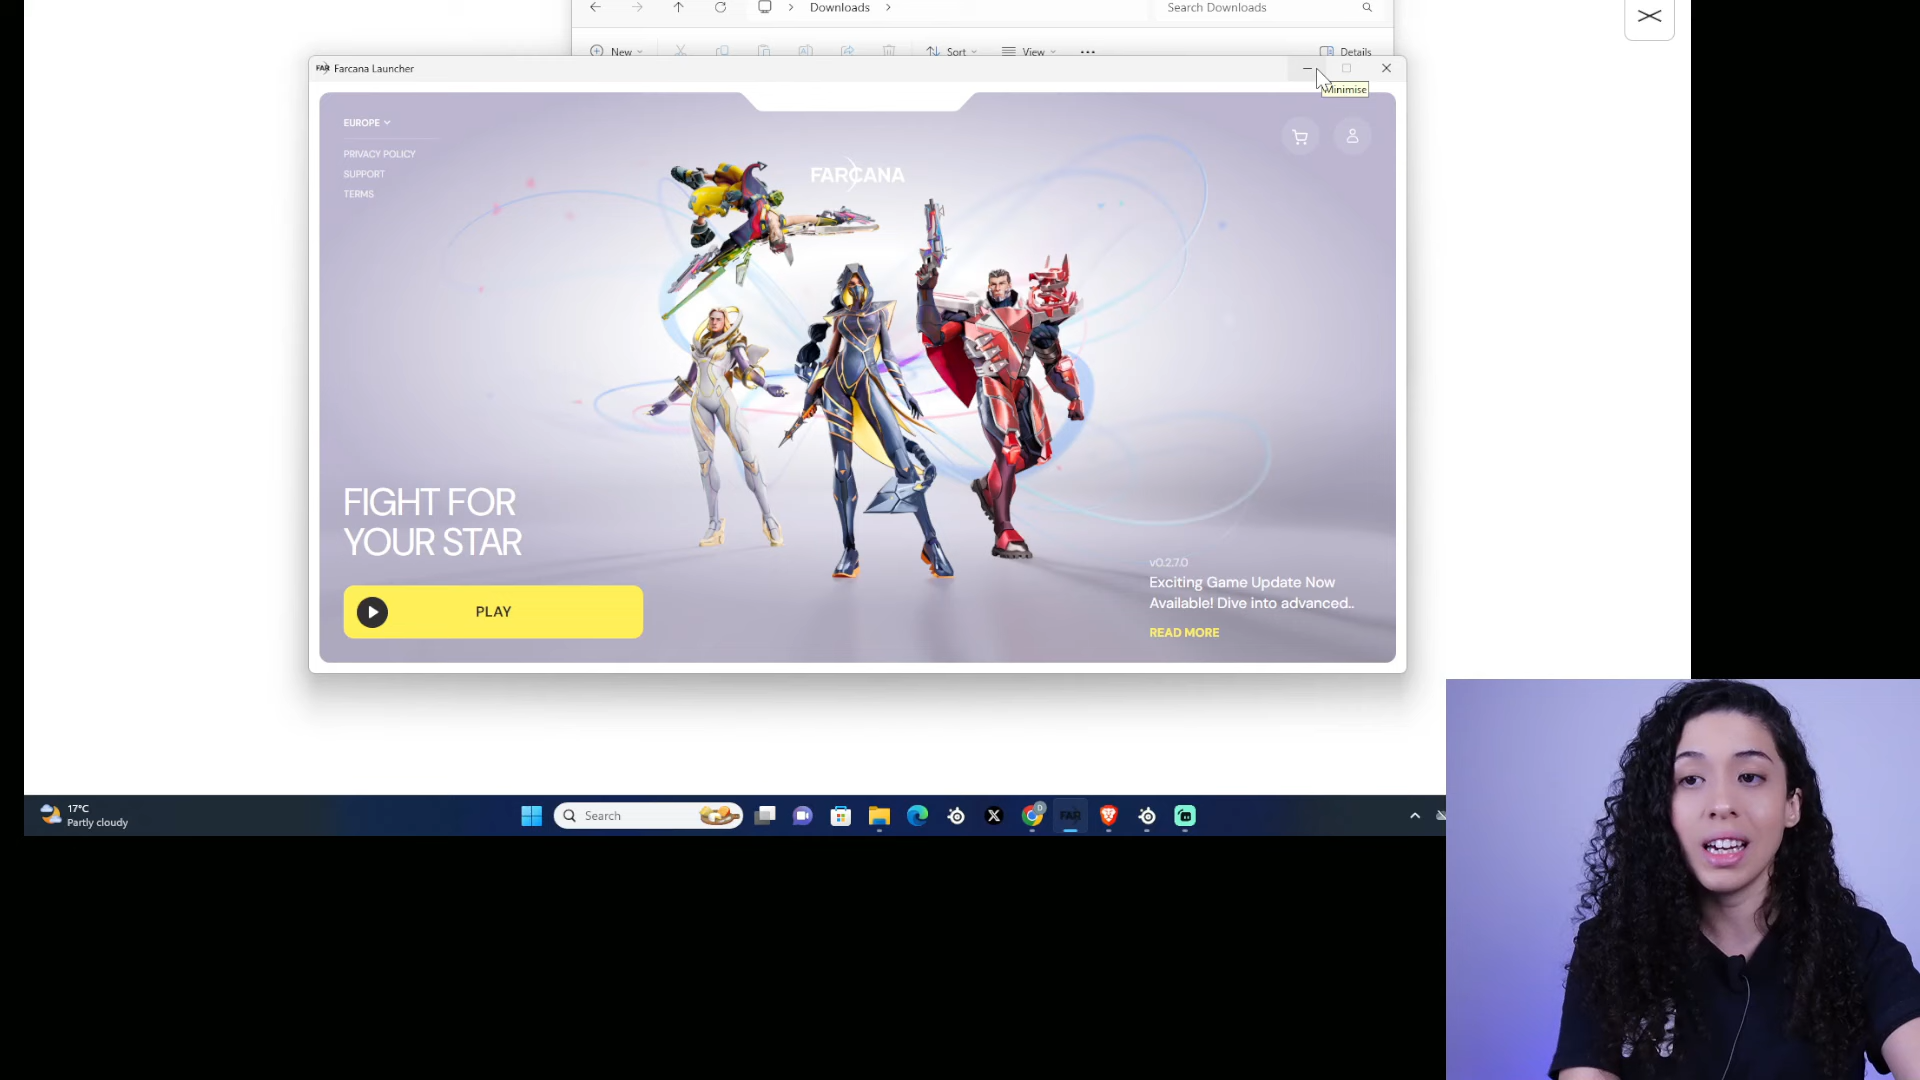 Downloads
Search Downloads
New
Sort
View
Details
FAR Farcana Launcher
Minimise
EUROPE
PRIVACY POLICY
SUPPORT
TERMS
FARCANA
FIGHT FOR
YOUR STAR
PLAY
v0.2.7.0
Exciting Game Update Now
Available! Dive into advanced..
READ MORE
17°C
Partly cloudy
Search
FAR